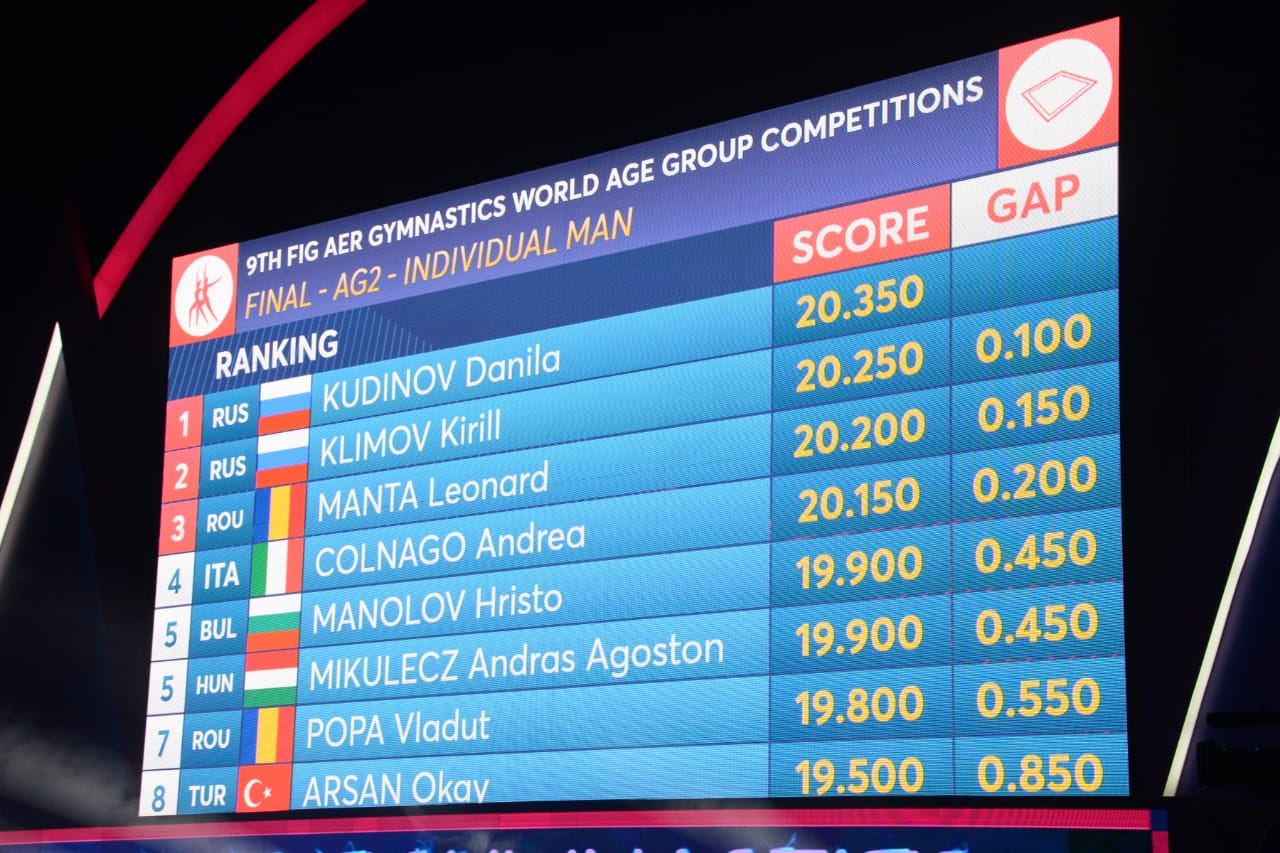 9TH FIG AER GYMNASTICS WORLD AGE GROUP COMPETITIONS
FINAL - AG2 - INDIVIDUAL MAN
RANKING SCORE GAP
1 RUS KUDINOV Danila 20.350
2 RUS KLIMOV Kirill 20.250 0.100
3 ROU MANTA Leonard 20.200 0.150
4 ITA COLNAGO Andrea 20.150 0.200
5 BUL MANOLOV Hristo 19.900 0.450
5 HUN MIKULECZ Andras Agoston 19.900 0.450
7 ROU POPA Vladut 19.800 0.550
8 TUR ARSAN Okay 19.500 0.850